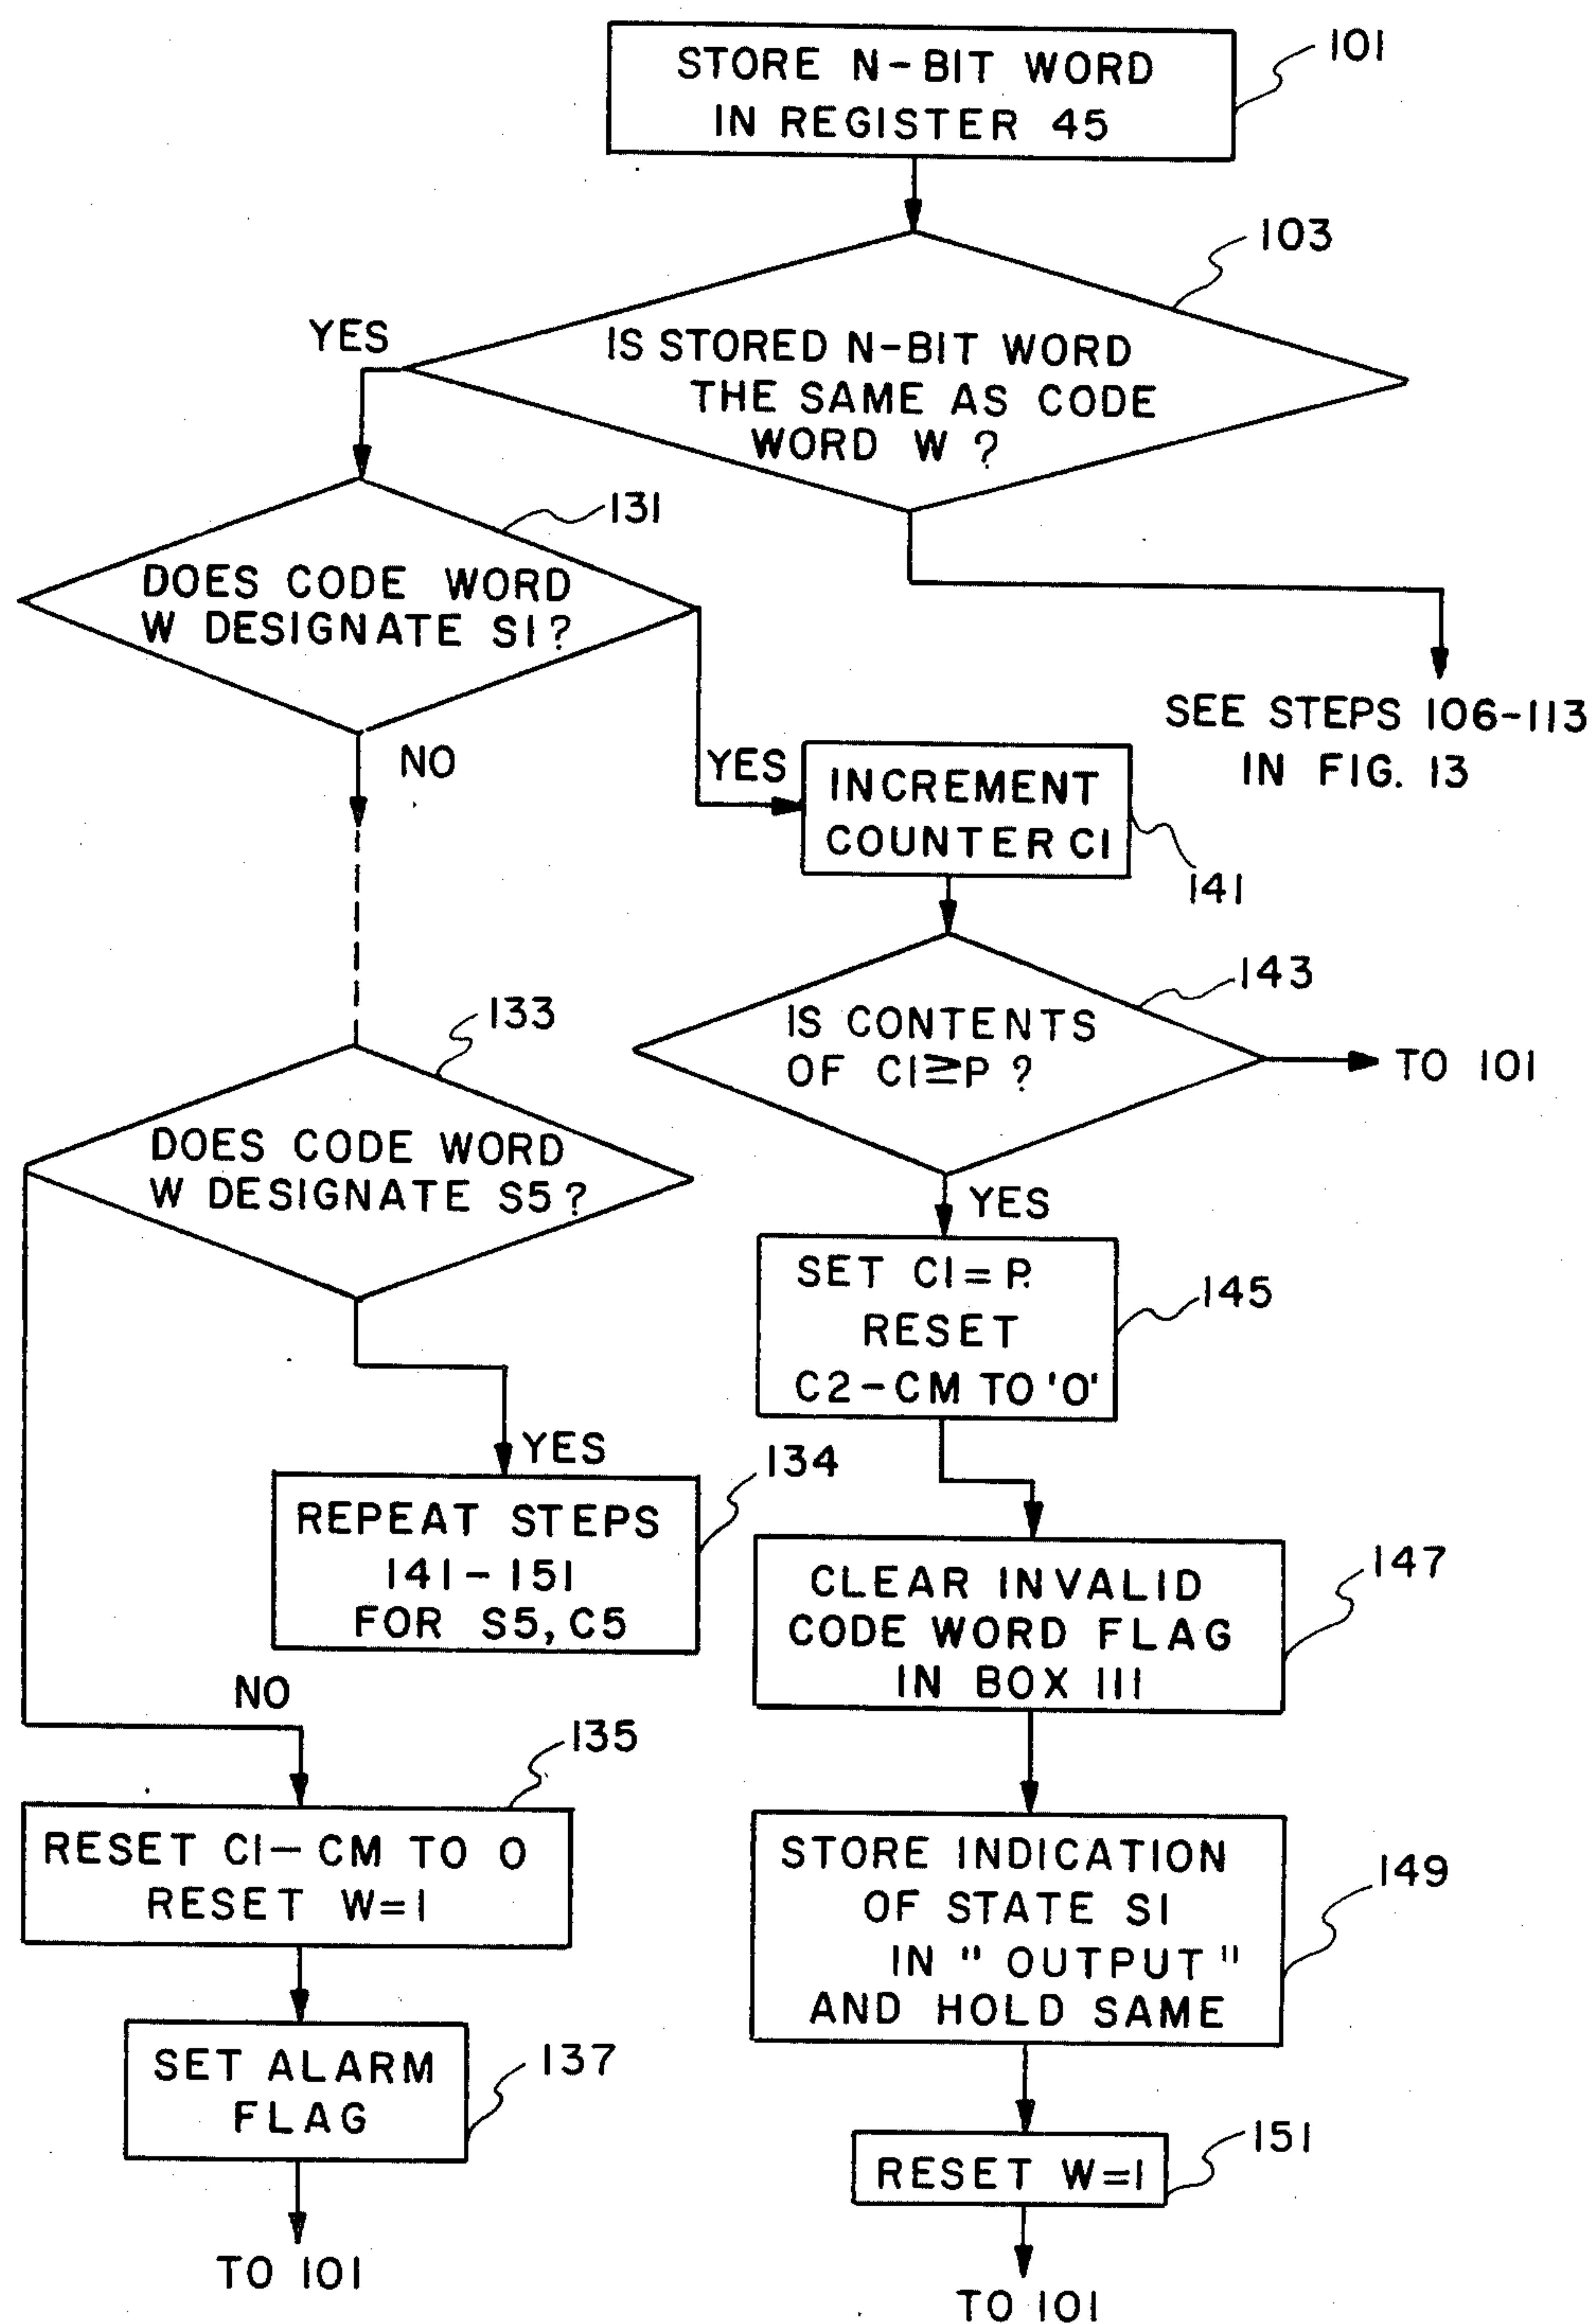 STORE N-BIT WORD
IN REGISTER 45
101
103
YES
IS STORED N-BIT WORD
THE SAME AS CODE
WORD W ?
131
DOES CODE WORD
W DESIGNATE S1?
SEE STEPS 106-113
IN FIG. 13
NO
YES
INCREMENT
COUNTER C1
141
143
IS CONTENTS
OF C1≧P ?
TO 101
133
DOES CODE WORD
W DESIGNATE S5?
YES
SET C1=P.
RESET
C2-CM TO '0'
145
YES
134
REPEAT STEPS
141-151
FOR S5, C5
CLEAR INVALID
CODE WORD FLAG
IN BOX 111
147
NO
135
RESET C1-CM TO 0
RESET W=1
STORE INDICATION
OF STATE S1
IN "OUTPUT"
AND HOLD SAME
149
SET ALARM
FLAG
137
151
RESET W=1
TO 101
TO 101